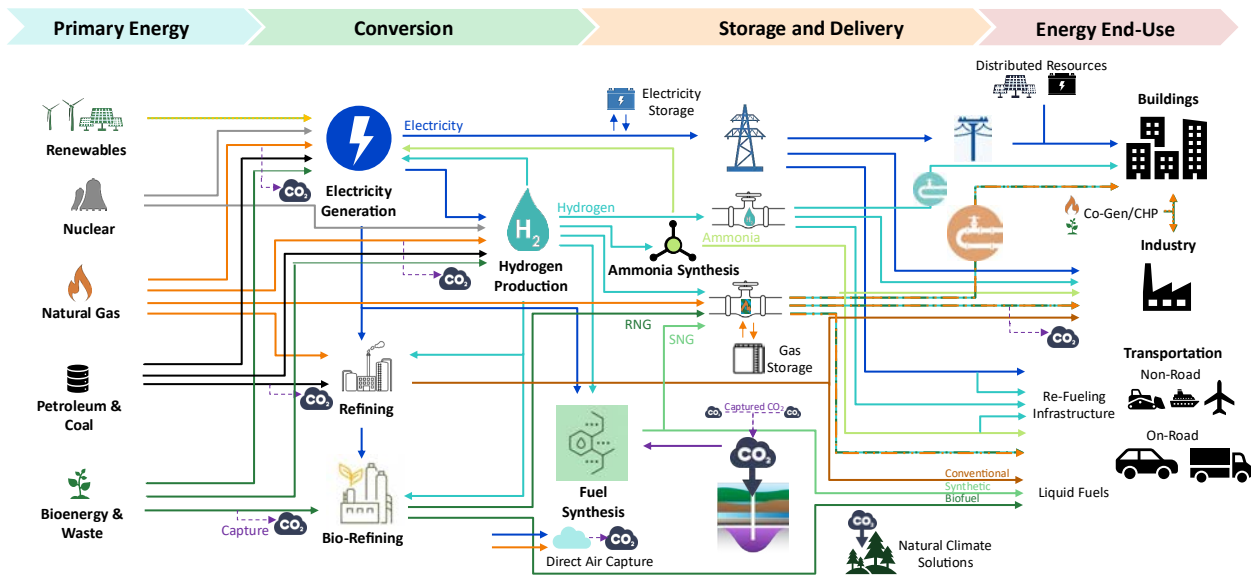 Primary Energy
Conversion
Storage and Delivery
Energy End-Use
Distributed Resources
Electricity
Storage
Buildings
Electricity
Renewables
CO2
Electricity
Generation
Nuclear
Hydrogen
H2
Ammonia
Co-Gen/CHP
Industry
Ammonia Synthesis
Hydrogen
Production
CO2
Natural Gas
RNG
SNG
CO2
Gas
Storage
Transportation
Non-Road
Petroleum &
Coal
CO2
Refining
Re-Fueling
Infrastructure
CO2
Captured CO2
CO2
On-Road
CO2
Conventional
Synthetic
Biofuel
Liquid Fuels
Fuel
Synthesis
Bioenergy &
Waste
Capture
CO2
Bio-Refining
CO2
Direct Air Capture
CO2
Natural Climate
Solutions